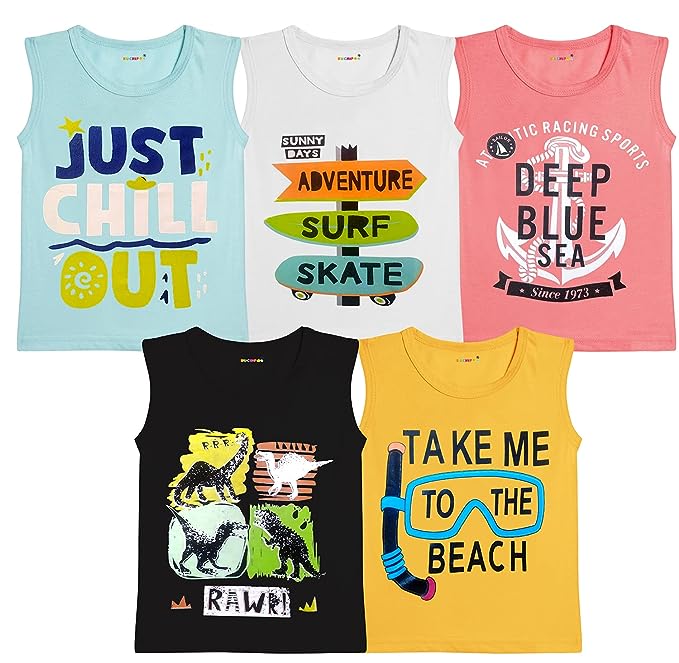 JUST
CHILL
OUT
SUNNY
DAYS
ADVENTURE
SURF
SKATE
SAILOR
RACING SPORTS
DEEP
BLUE
SEA
Since 1973
R.R.R.
RAWR!
TAKE ME
TO THE
BEACH